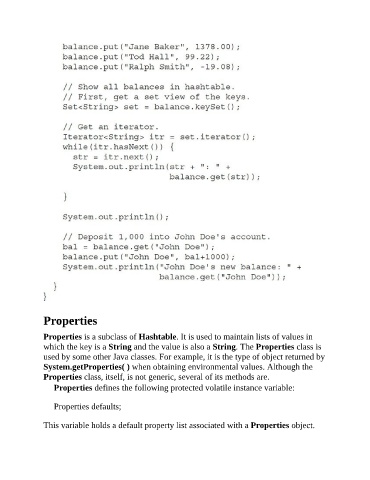 balance.put("Jane Baker", 1378.00);
balance.put("Tod Hall", 99.22);
balance.put("Ralph Smith", -19.08);
// Show all balances in hashtable.
// First, get a set view of the keys.
Set<String> set = balance.keySet();
// Get an iterator.
Iterator<String> itr = set.iterator();
while(itr.hasNext()) {
str = itr.next();
System.out.println(str + ": " +
balance.get(str));
}
System.out.println();
// Deposit 1,000 into John Doe's account.
bal = balance.get("John Doe");
balance.put("John Doe", bal+1000);
System.out.println("John Doe's new balance: " +
balance.get("John Doe"));
}
}
Properties
Properties is a subclass of Hashtable. It is used to maintain lists of values in
which the key is a String and the value is also a String. The Properties class is
used by some other Java classes. For example, it is the type of object returned by
System.getProperties( ) when obtaining environmental values. Although the
Properties class, itself, is not generic, several of its methods are.
Properties defines the following protected volatile instance variable:
Properties defaults;
This variable holds a default property list associated with a Properties object.